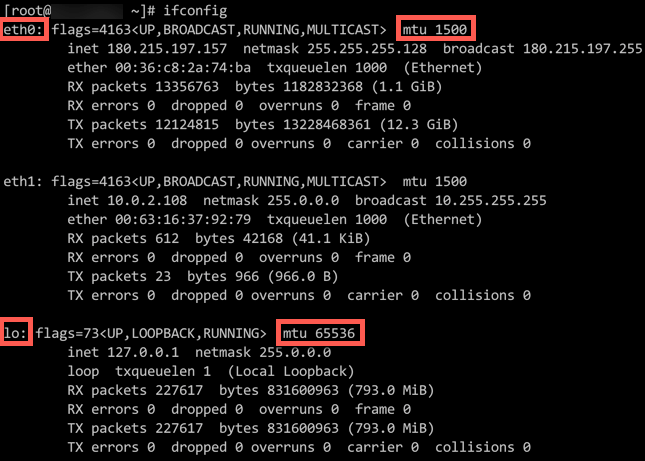 [root@ ~]# ifconfig
eth0: flags=4163<UP,BROADCAST,RUNNING,MULTICAST> mtu 1500
inet 180.215.197.157 netmask 255.255.255.128 broadcast 180.215.197.255
ether 00:36:c8:2a:74:ba txqueuelen 1000 (Ethernet)
RX packets 13356763 bytes 1182832368 (1.1 GiB)
RX errors 0 dropped 0 overruns 0 frame 0
TX packets 12124815 bytes 13228468361 (12.3 GiB)
TX errors 0 dropped 0 overruns 0 carrier 0 collisions 0
eth1: flags=4163<UP,BROADCAST,RUNNING,MULTICAST> mtu 1500
inet 10.0.2.108 netmask 255.0.0.0 broadcast 10.255.255.255
ether 00:63:16:37:92:79 txqueuelen 1000 (Ethernet)
RX packets 612 bytes 42168 (41.1 KiB)
RX errors 0 dropped 0 overruns 0 frame 0
TX packets 23 bytes 966 (966.0 B)
TX errors 0 dropped 0 overruns 0 carrier 0 collisions 0
lo: flags=73<UP,LOOPBACK,RUNNING> mtu 65536
inet 127.0.0.1 netmask 255.0.0.0
loop txqueuelen 1 (Local Loopback)
RX packets 227617 bytes 831600963 (793.0 MiB)
RX errors 0 dropped 0 overruns 0 frame 0
TX packets 227617 bytes 831600963 (793.0 MiB)
TX errors 0 dropped 0 overruns 0 carrier 0 collisions 0